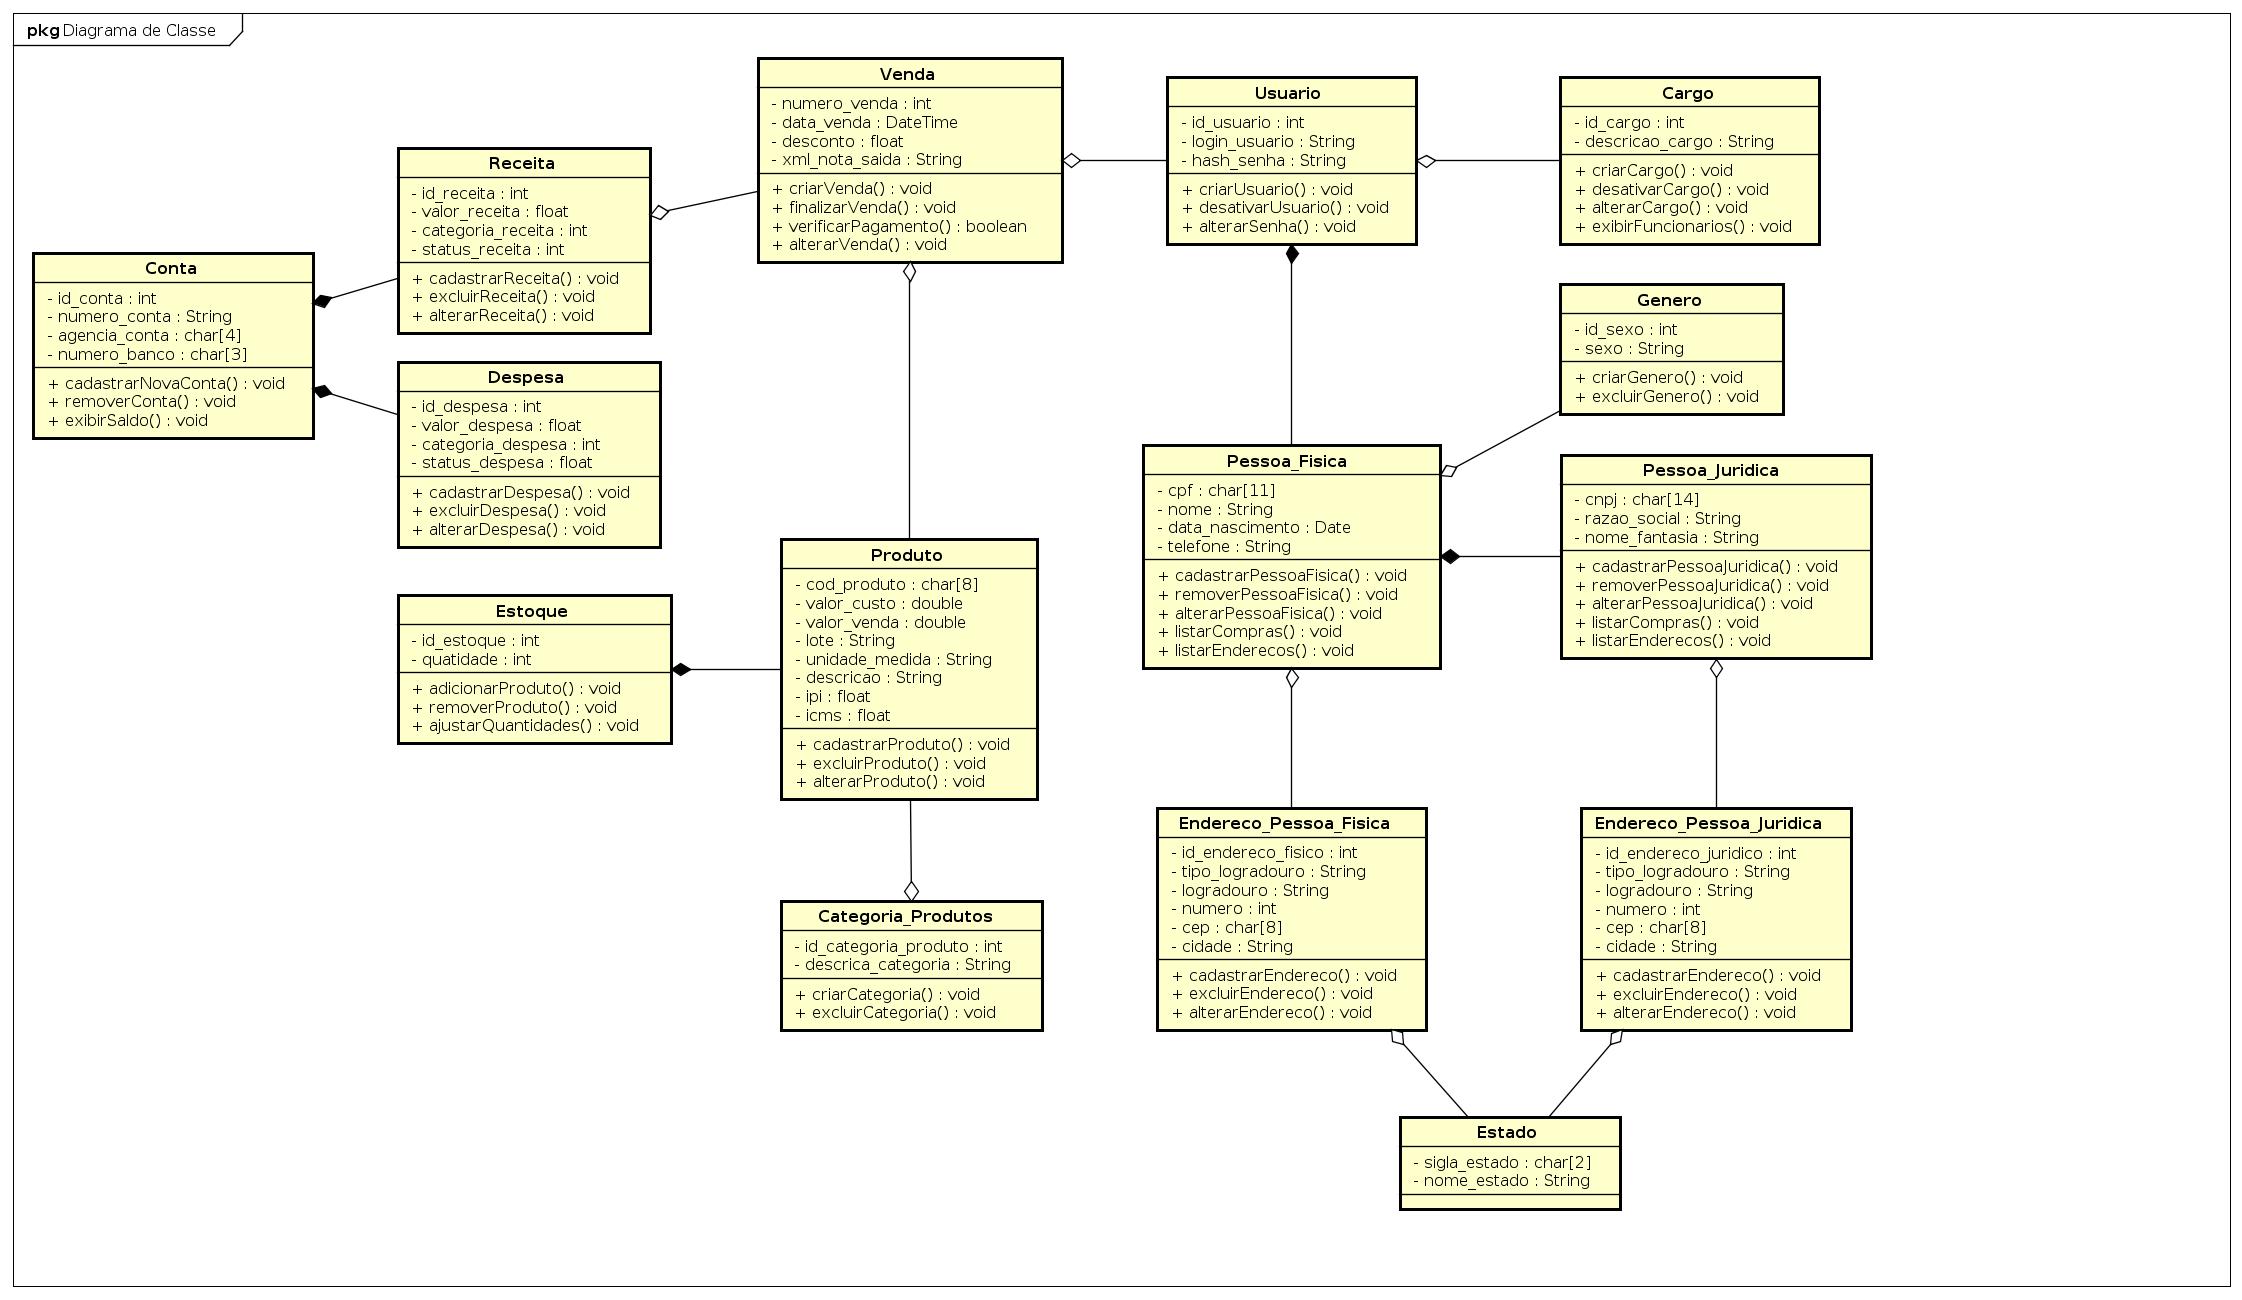 pkg Diagrama de Classe
Venda
- numero_venda : int
- data_venda : DateTime
- desconto : float
- xml_nota_saida : String
+ criarVenda() : void
+ finalizarVenda() : void
+ verificarPagamento() : boolean
+ alterarVenda() : void
Usuario
- id_usuario : int
- login_usuario : String
- hash_senha : String
+ criarUsuario() : void
+ desativarUsuario() : void
+ alterarSenha() : void
Cargo
- id_cargo : int
- descricao_cargo : String
+ criarCargo() : void
+ desativarCargo() : void
+ alterarCargo() : void
+ exibirFuncionarios() : void
Receita
- id_receita : int
- valor_receita : float
- categoria_receita : int
- status_receita : int
+ cadastrarReceita() : void
+ excluirReceita() : void
+ alterarReceita() : void
Conta
- id_conta : int
- numero_conta : String
- agencia_conta : char[4]
- numero_banco : char[3]
+ cadastrarNovaConta() : void
+ removerConta() : void
+ exibirSaldo() : void
Genero
- id_sexo : int
- sexo : String
+ criarGenero() : void
+ excluirGenero() : void
Despesa
- id_despesa : int
- valor_despesa : float
- categoria_despesa : int
- status_despesa : float
+ cadastrarDespesa() : void
+ excluirDespesa() : void
+ alterarDespesa() : void
Pessoa_Fisica
- cpf : char[11]
- nome : String
- data_nascimento : Date
- telefone : String
+ cadastrarPessoaFisica() : void
+ removerPessoaFisica() : void
+ alterarPessoaFisica() : void
+ listarCompras() : void
+ listarEnderecos() : void
Pessoa_Juridica
- cnpj : char[14]
- razao_social : String
- nome_fantasia : String
+ cadastrarPessoaJuridica() : void
+ removerPessoaJuridica() : void
+ alterarPessoaJuridica() : void
+ listarCompras() : void
+ listarEnderecos() : void
Produto
- cod_produto : char[8]
- valor_custo : double
- valor_venda : double
- lote : String
- unidade_medida : String
- descricao : String
- ipi : float
- icms : float
+ cadastrarProduto() : void
+ excluirProduto() : void
+ alterarProduto() : void
Estoque
- id_estoque : int
- quatidade : int
+ adicionarProduto() : void
+ removerProduto() : void
+ ajustarQuantidades() : void
Endereco_Pessoa_Fisica
- id_endereco_fisico : int
- tipo_logradouro : String
- logradouro : String
- numero : int
- cep : char[8]
- cidade : String
+ cadastrarEndereco() : void
+ excluirEndereco() : void
+ alterarEndereco() : void
Endereco_Pessoa_Juridica
- id_endereco_juridico : int
- tipo_logradouro : String
- logradouro : String
- numero : int
- cep : char[8]
- cidade : String
+ cadastrarEndereco() : void
+ excluirEndereco() : void
+ alterarEndereco() : void
Categoria_Produtos
- id_categoria_produto : int
- descrica_categoria : String
+ criarCategoria() : void
+ excluirCategoria() : void
Estado
- sigla_estado : char[2]
- nome_estado : String